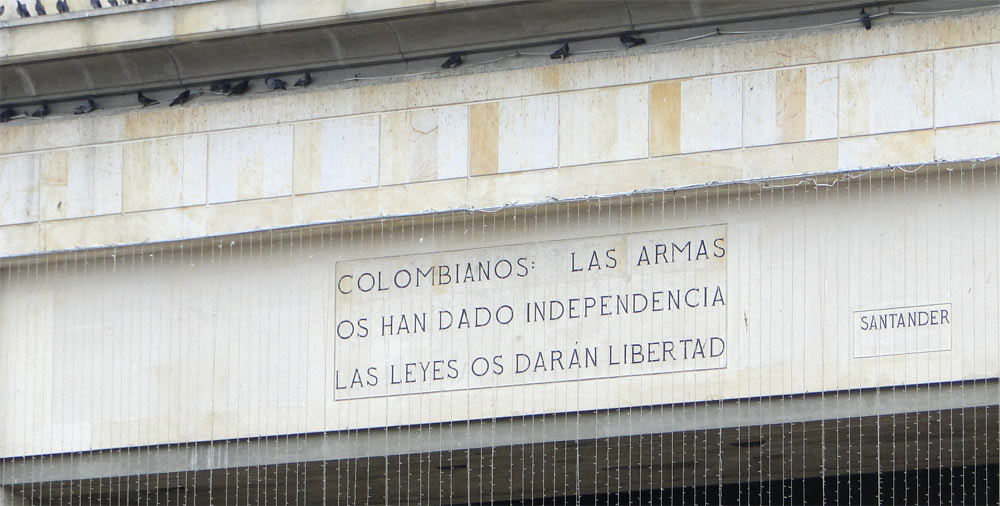 COLOMBIANOS: LAS ARMAS
OS HAN DADO INDEPENDENCIA
LAS LEYES OS DARÁN LIBERTAD
SANTANDER